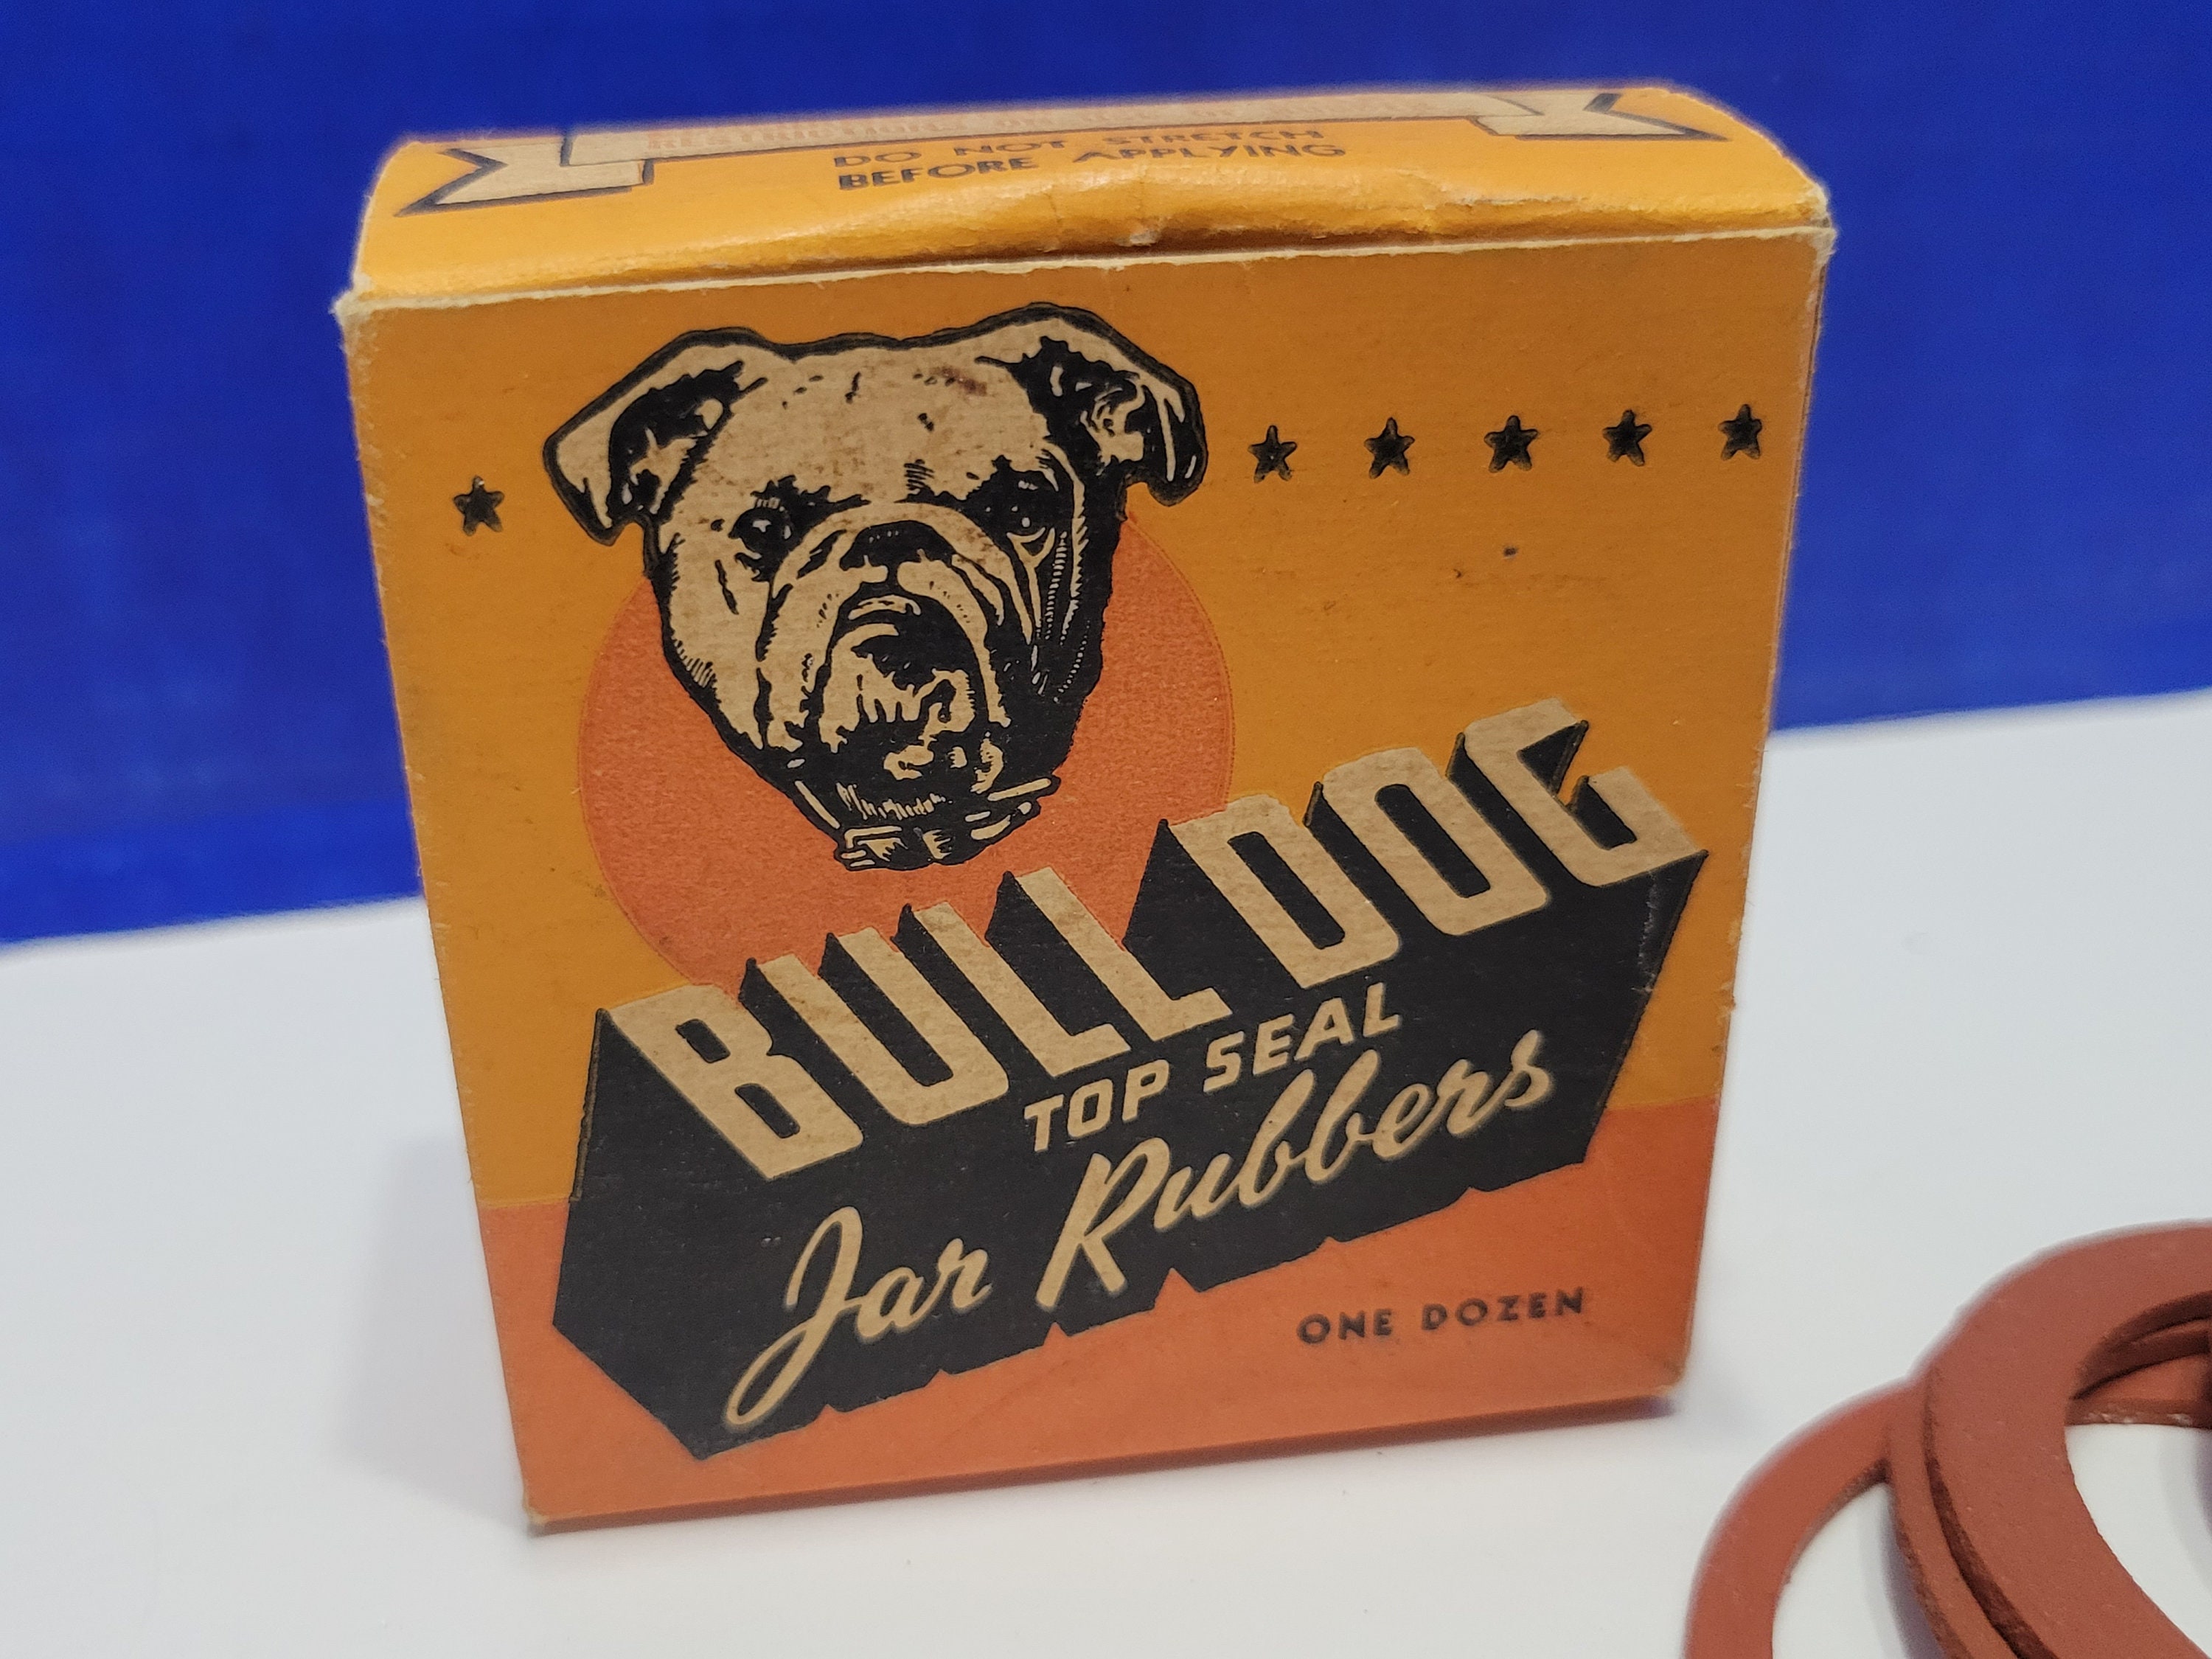 DO NOT STRETCH
BEFORE APPLYING
BULL DOG
TOP SEAL
Jar Rubbers
ONE DOZEN